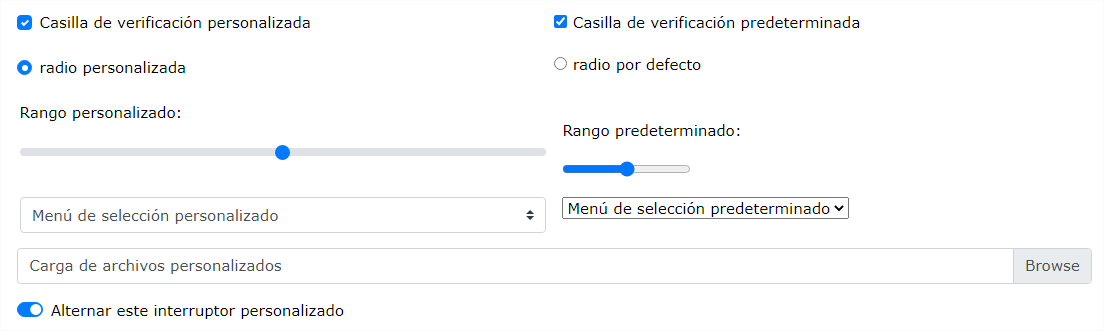 Casilla de verificación personalizada
Casilla de verificación predeterminada
radio personalizada
radio por defecto
Rango personalizado:
Rango predeterminado:
Menú de selección personalizado
Menú de selección predeterminado
Carga de archivos personalizados
Browse
Alternar este interruptor personalizado